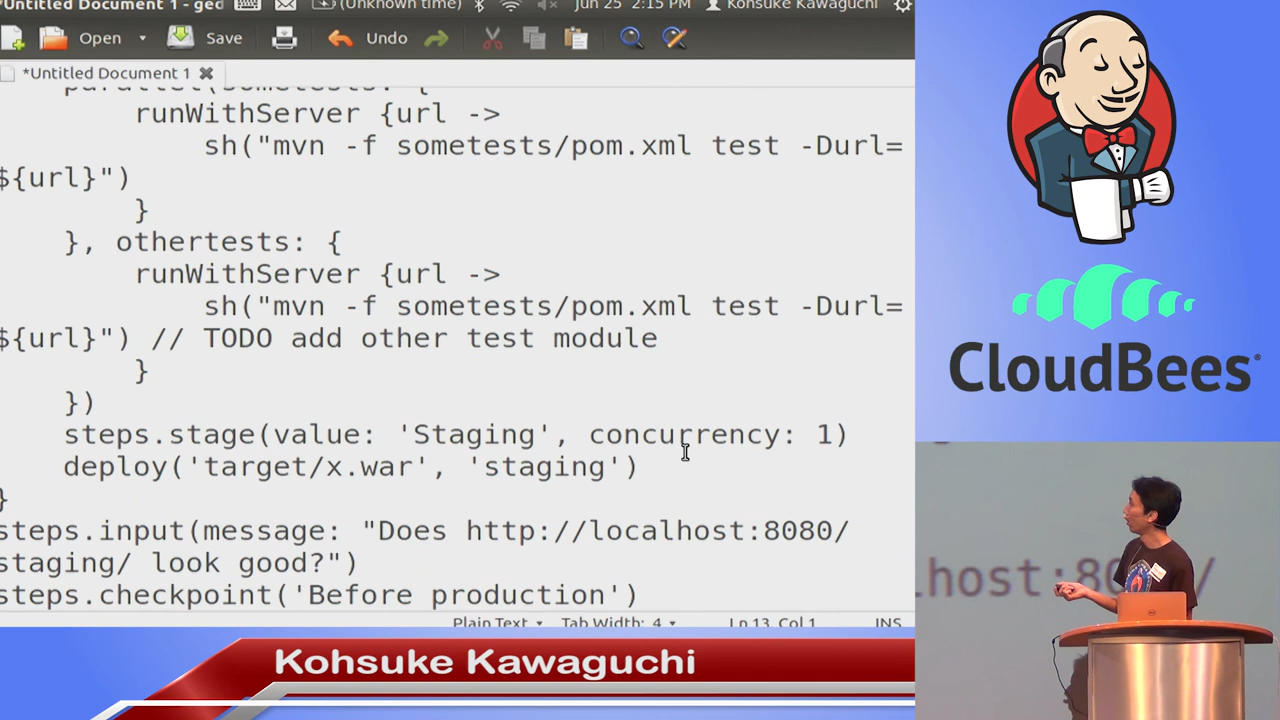 *Untitled Document 1 - ged
(Unknown time)
Jun 25 2:15 PM
Kohsuke Kawaguchi
Open
Save
Undo
*Untitled Document 1
parallel(sometests: {
runWithServer {url ->
sh("mvn -f sometests/pom.xml test -Durl=
${url}")
}
}, othertests: {
runWithServer {url ->
sh("mvn -f sometests/pom.xml test -Durl=
${url}") // TODO add other test module
}
})
steps.stage(value: 'Staging', concurrency: 1)
deploy('target/x.war', 'staging')
}
steps.input(message: "Does http://localhost:8080/
staging/ look good?")
steps.checkpoint('Before production')
Plain Text
Tab Width: 4
Ln 13, Col 1
INS
Kohsuke Kawaguchi
CloudBees®
lhost:80
/